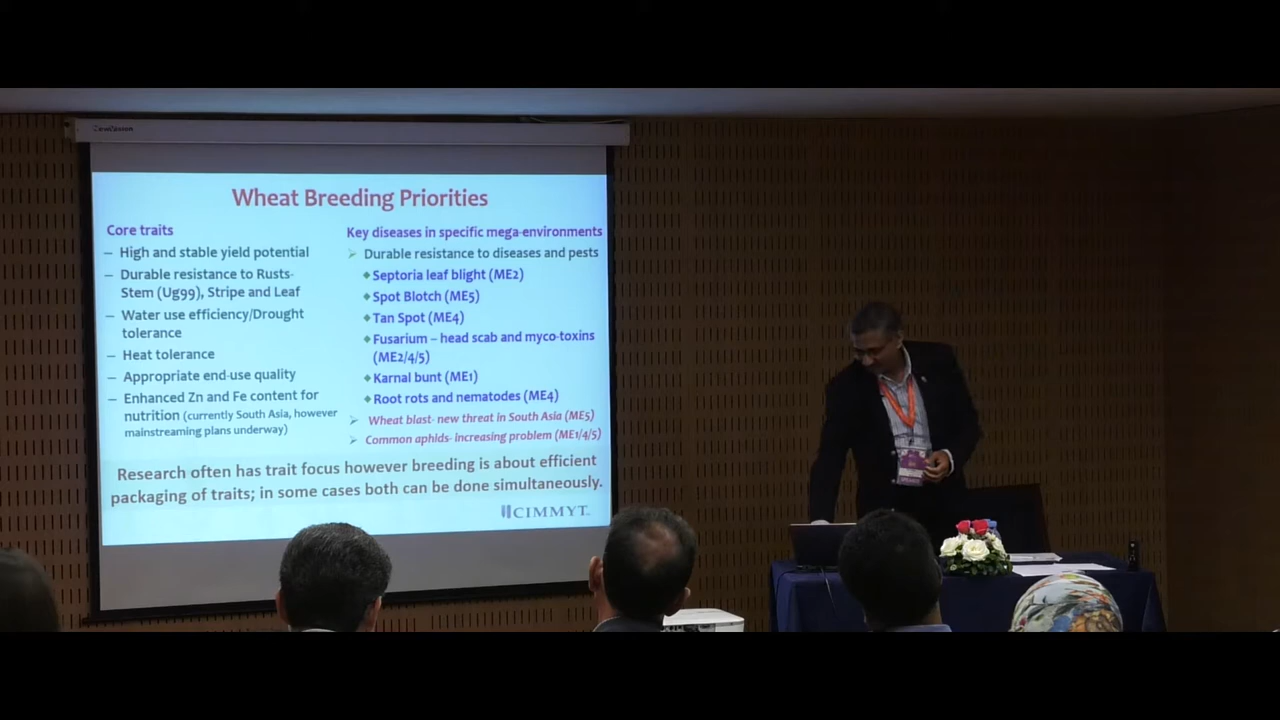 Wheat Breeding Priorities
Core traits
– High and stable yield potential
– Durable resistance to Rusts-
Stem (Ug99), Stripe and Leaf
– Water use efficiency/Drought
tolerance
– Heat tolerance
– Appropriate end-use quality
– Enhanced Zn and Fe content for
nutrition (currently South Asia, however
mainstreaming plans underway)
Key diseases in specific mega-environments
➢ Durable resistance to diseases and pests
◆Septoria leaf blight (ME2)
◆Spot Blotch (ME5)
◆Tan Spot (ME4)
◆Fusarium – head scab and myco-toxins
(ME2/4/5)
◆Karnal bunt (ME1)
◆Root rots and nematodes (ME4)
➢ Wheat blast- new threat in South Asia (ME5)
➢ Common aphids- increasing problem (ME1/4/5)
Research often has trait focus however breeding is about efficient
packaging of traits; in some cases both can be done simultaneously.
CIMMYT